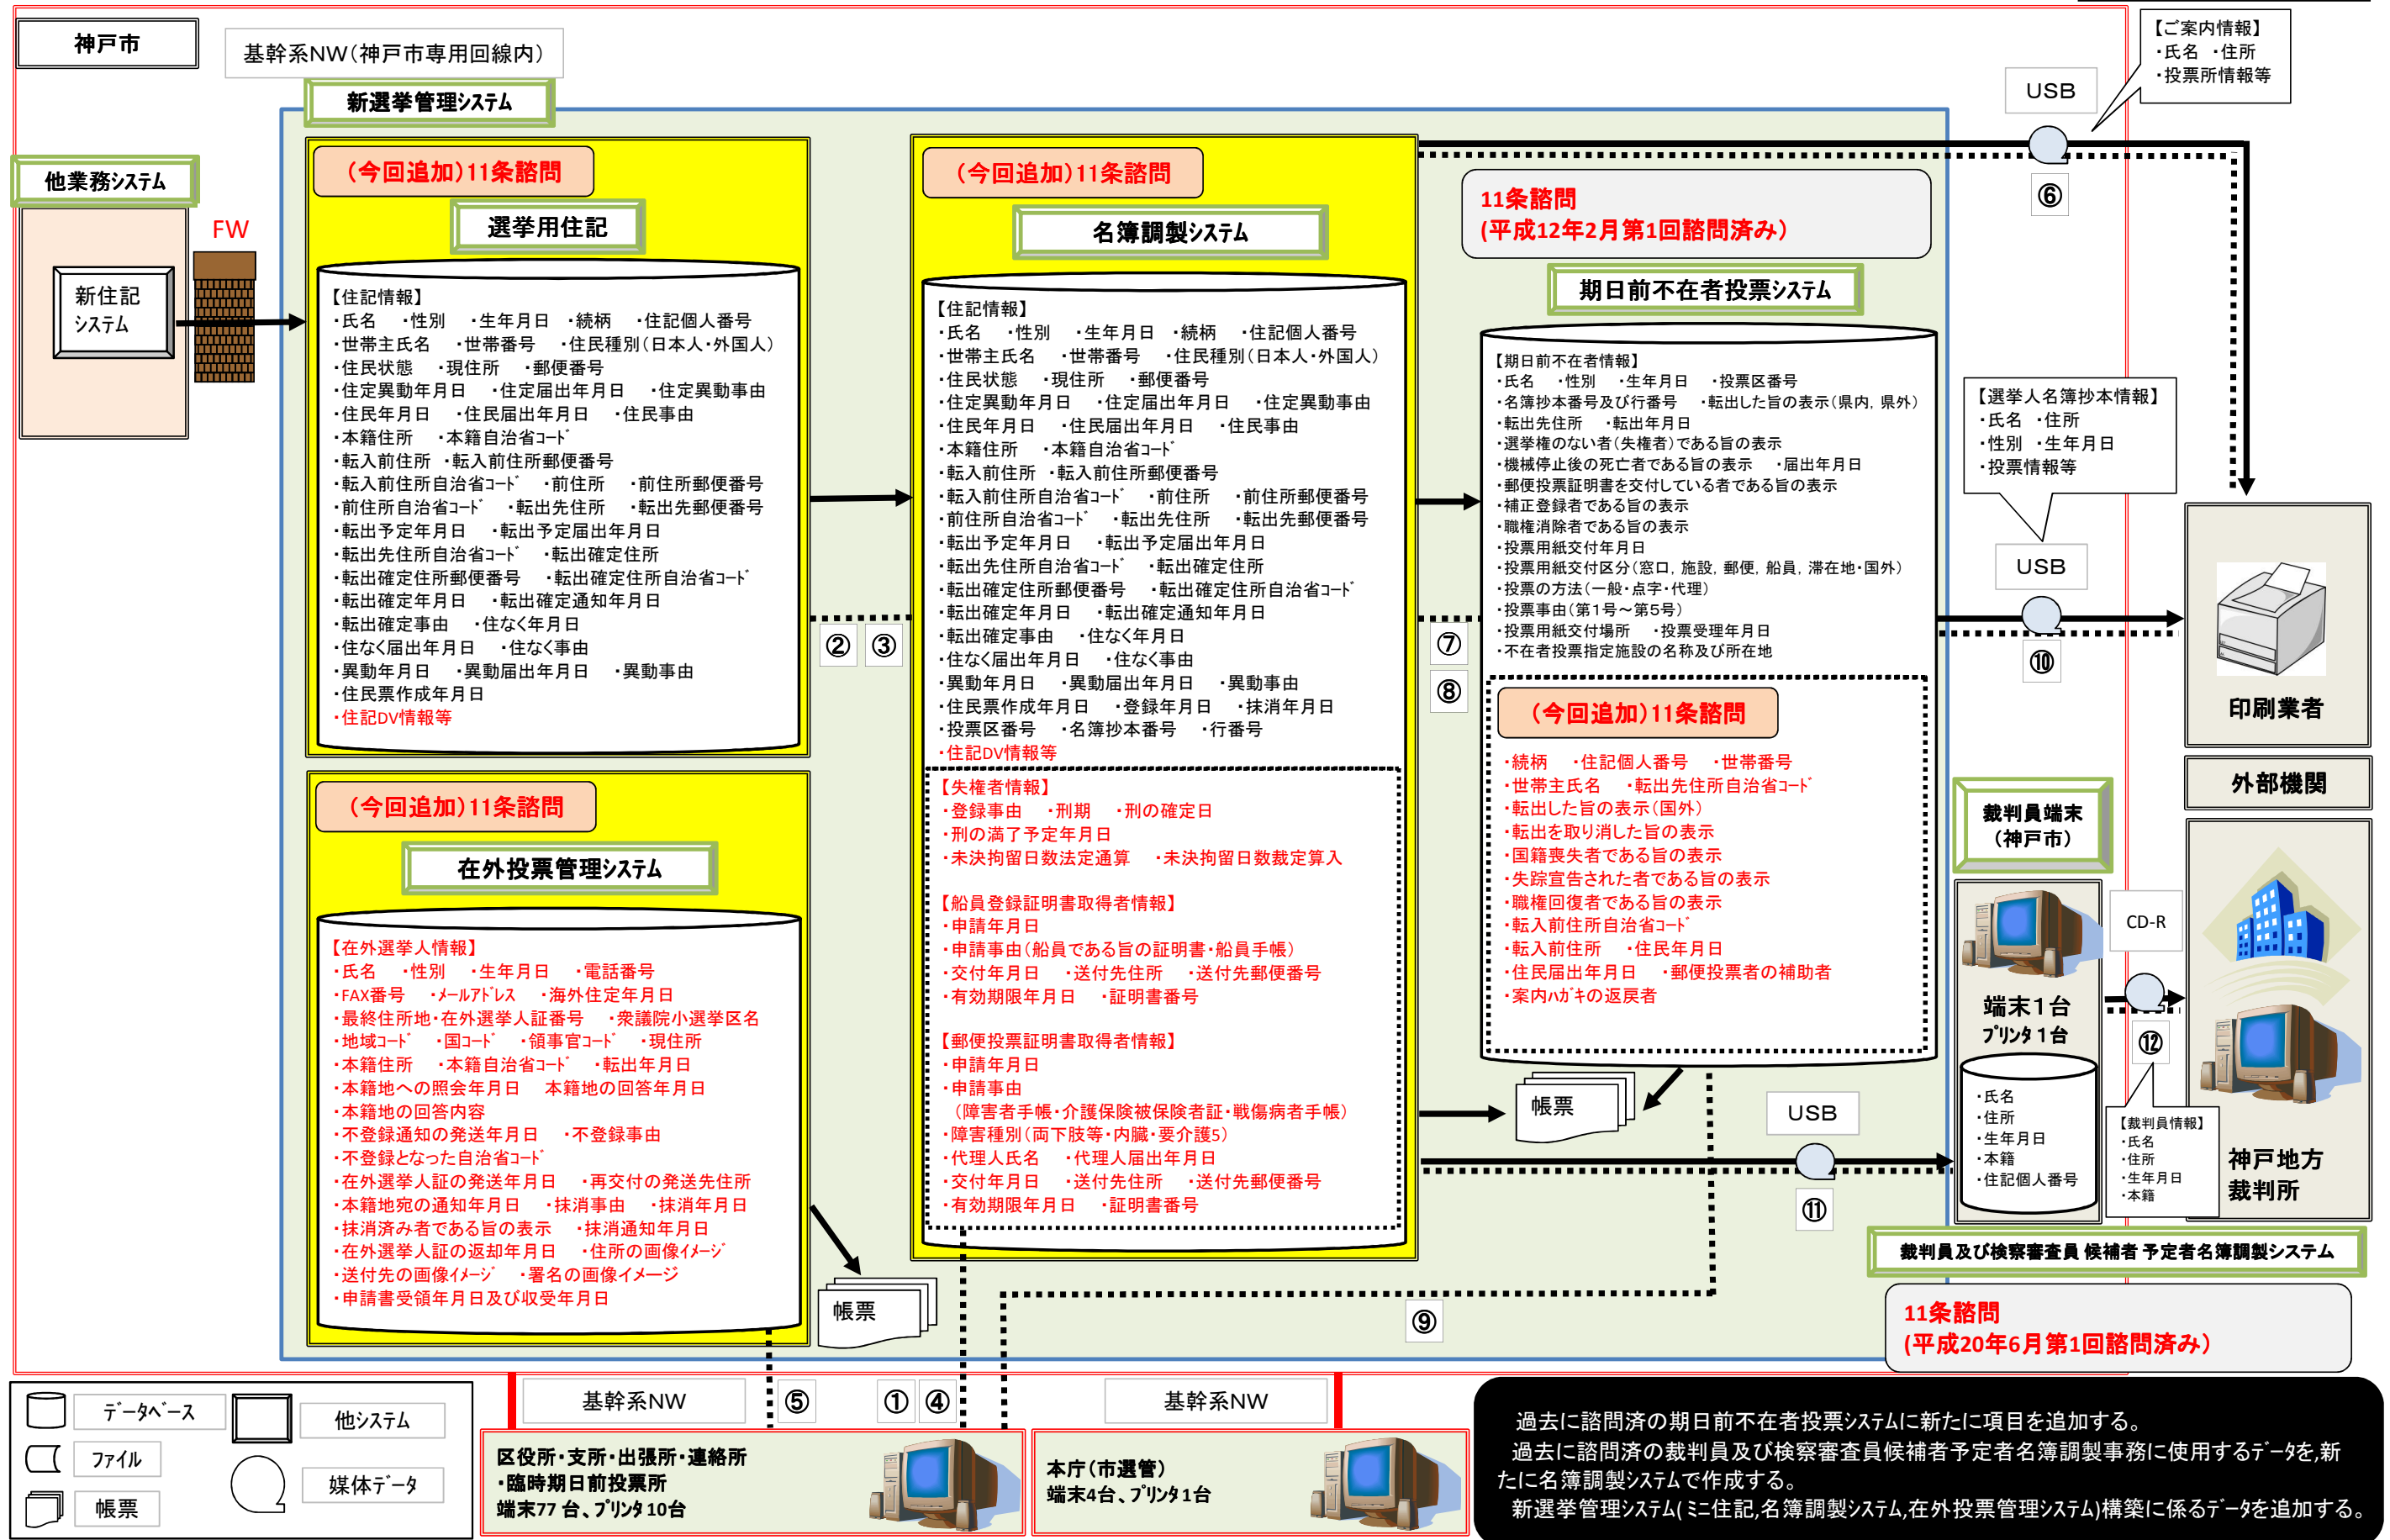 神戸市
基幹系NW(神戸市専用回線内)
新選挙管理システム
他業務システム
新住記
システム
FW
(今回追加)11条諮問
選挙用住記
【住記情報】
・氏名 ・性別 ・生年月日 ・続柄 ・住記個人番号
・世帯主氏名 ・世帯番号 ・住民種別(日本人・外国人)
・住民状態 ・現住所 ・郵便番号
・住定異動年月日 ・住定届出年月日 ・住定異動事由
・住民年月日 ・住民届出年月日 ・住民事由
・本籍住所 ・本籍自治省コード
・転入前住所 ・転入前住所郵便番号
・転入前住所自治省コード ・前住所 ・前住所郵便番号
・前住所自治省コード ・転出先住所 ・転出先郵便番号
・転出予定年月日 ・転出予定届出年月日
・転出先住所自治省コード ・転出確定住所
・転出確定住所郵便番号 ・転出確定住所自治省コード
・転出確定年月日 ・転出確定通知年月日
・転出確定事由 ・住なく年月日
・住なく届出年月日 ・住なく事由
・異動年月日 ・異動届出年月日 ・異動事由
・住民票作成年月日
・住記DV情報等
(今回追加)11条諮問
在外投票管理システム
【在外選挙人情報】
・氏名 ・性別 ・生年月日 ・電話番号
・FAX番号 ・メールアドレス ・海外住定年月日
・最終住所地・在外選挙人証番号 ・衆議院小選挙区名
・地域コード ・国コード ・領事官コード ・現住所
・本籍住所 ・本籍自治省コード ・転出年月日
・本籍地への照会年月日 本籍地の回答年月日
・本籍地の回答内容
・不登録通知の発送年月日 ・不登録事由
・不登録となった自治省コード
・在外選挙人証の発送年月日 ・再交付の発送先住所
・本籍地宛の通知年月日 ・抹消事由 ・抹消年月日
・抹消済み者である旨の表示 ・抹消通知年月日
・在外選挙人証の返却年月日 ・住所の画像イメージ
・送付先の画像イメージ ・署名の画像イメージ
・申請書受領年月日及び収受年月日
帳票
② ③
(今回追加)11条諮問
名簿調製システム
【住記情報】
・氏名 ・性別 ・生年月日 ・続柄 ・住記個人番号
・世帯主氏名 ・世帯番号 ・住民種別(日本人・外国人)
・住民状態 ・現住所 ・郵便番号
・住定異動年月日 ・住定届出年月日 ・住定異動事由
・住民年月日 ・住民届出年月日 ・住民事由
・本籍住所 ・本籍自治省コード
・転入前住所 ・転入前住所郵便番号
・転入前住所自治省コード ・前住所 ・前住所郵便番号
・前住所自治省コード ・転出先住所 ・転出先郵便番号
・転出予定年月日 ・転出予定届出年月日
・転出先住所自治省コード ・転出確定住所
・転出確定住所郵便番号 ・転出確定住所自治省コード
・転出確定年月日 ・転出確定通知年月日
・転出確定事由 ・住なく年月日
・住なく届出年月日 ・住なく事由
・異動年月日 ・異動届出年月日 ・異動事由
・住民票作成年月日 ・登録年月日 ・抹消年月日
・投票区番号 ・名簿抄本番号 ・行番号
・住記DV情報等
【失権者情報】
・登録事由 ・刑期 ・刑の確定日
・刑の満了予定年月日
・未決拘留日数法定通算 ・未決拘留日数裁定算入
【船員登録証明書取得者情報】
・申請年月日
・申請事由(船員である旨の証明書・船員手帳)
・交付年月日 ・送付先住所 ・送付先郵便番号
・有効期限年月日 ・証明書番号
【郵便投票証明書取得者情報】
・申請年月日
・申請事由
(障害者手帳・介護保険被保険者証・戦傷病者手帳)
・障害種別(両下肢等・内臓・要介護5)
・代理人氏名 ・代理人届出年月日
・交付年月日 ・送付先住所 ・送付先郵便番号
・有効期限年月日 ・証明書番号
⑦
⑧
11条諮問
(平成12年2月第1回諮問済み)
期日前不在者投票システム
【期日前不在者情報】
・氏名 ・性別 ・生年月日 ・投票区番号
・名簿抄本番号及び行番号 ・転出した旨の表示(県内,県外)
・転出先住所 ・転出年月日
・選挙権のない者(失権者)である旨の表示
・機械停止後の死亡者である旨の表示 ・届出年月日
・郵便投票証明書を交付している者である旨の表示
・補正登録者である旨の表示
・職権消除者である旨の表示
・投票用紙交付年月日
・投票用紙交付区分(窓口,施設,郵便,船員,滞在地・国外)
・投票の方法(一般・点字・代理)
・投票事由(第1号～第5号)
・投票用紙交付場所 ・投票受理年月日
・不在者投票指定施設の名称及び所在地
(今回追加)11条諮問
・続柄 ・住記個人番号 ・世帯番号
・世帯主氏名 ・転出先住所自治省コード
・転出した旨の表示(国外)
・転出を取り消した旨の表示
・国籍喪失者である旨の表示
・失踪宣告された者である旨の表示
・職権回復者である旨の表示
・転入前住所自治省コード
・転入前住所 ・住民年月日
・住民届出年月日 ・郵便投票者の補助者
・案内ハガキの返戻者
帳票
USB
⑪
⑨
【ご案内情報】
・氏名 ・住所
・投票所情報等
USB
⑥
【選挙人名簿抄本情報】
・氏名 ・住所
・性別 ・生年月日
・投票情報等
USB
⑩
印刷業者
外部機関
裁判員端末
(神戸市)
端末1台
プリンタ1台
・氏名
・住所
・生年月日
・本籍
・住記個人番号
CD-R
⑫
【裁判員情報】
・氏名
・住所
・生年月日
・本籍
神戸地方
裁判所
裁判員及び検察審査員 候補者 予定者名簿調製システム
11条諮問
(平成20年6月第1回諮問済み)
データベース
他システム
ファイル
媒体データ
帳票
基幹系NW
⑤
① ④
基幹系NW
区役所・支所・出張所・連絡所
・臨時期日前投票所
端末77 台、プリンタ10台
本庁(市選管)
端末4台、プリンタ1台
過去に諮問済の期日前不在者投票システムに新たに項目を追加する。
過去に諮問済の裁判員及び検察審査員候補者予定者名簿調製事務に使用するデータを,新
たに名簿調製システムで作成する。
新選挙管理システム(ミニ住記,名簿調製システム,在外投票管理システム)構築に係るデータを追加する。